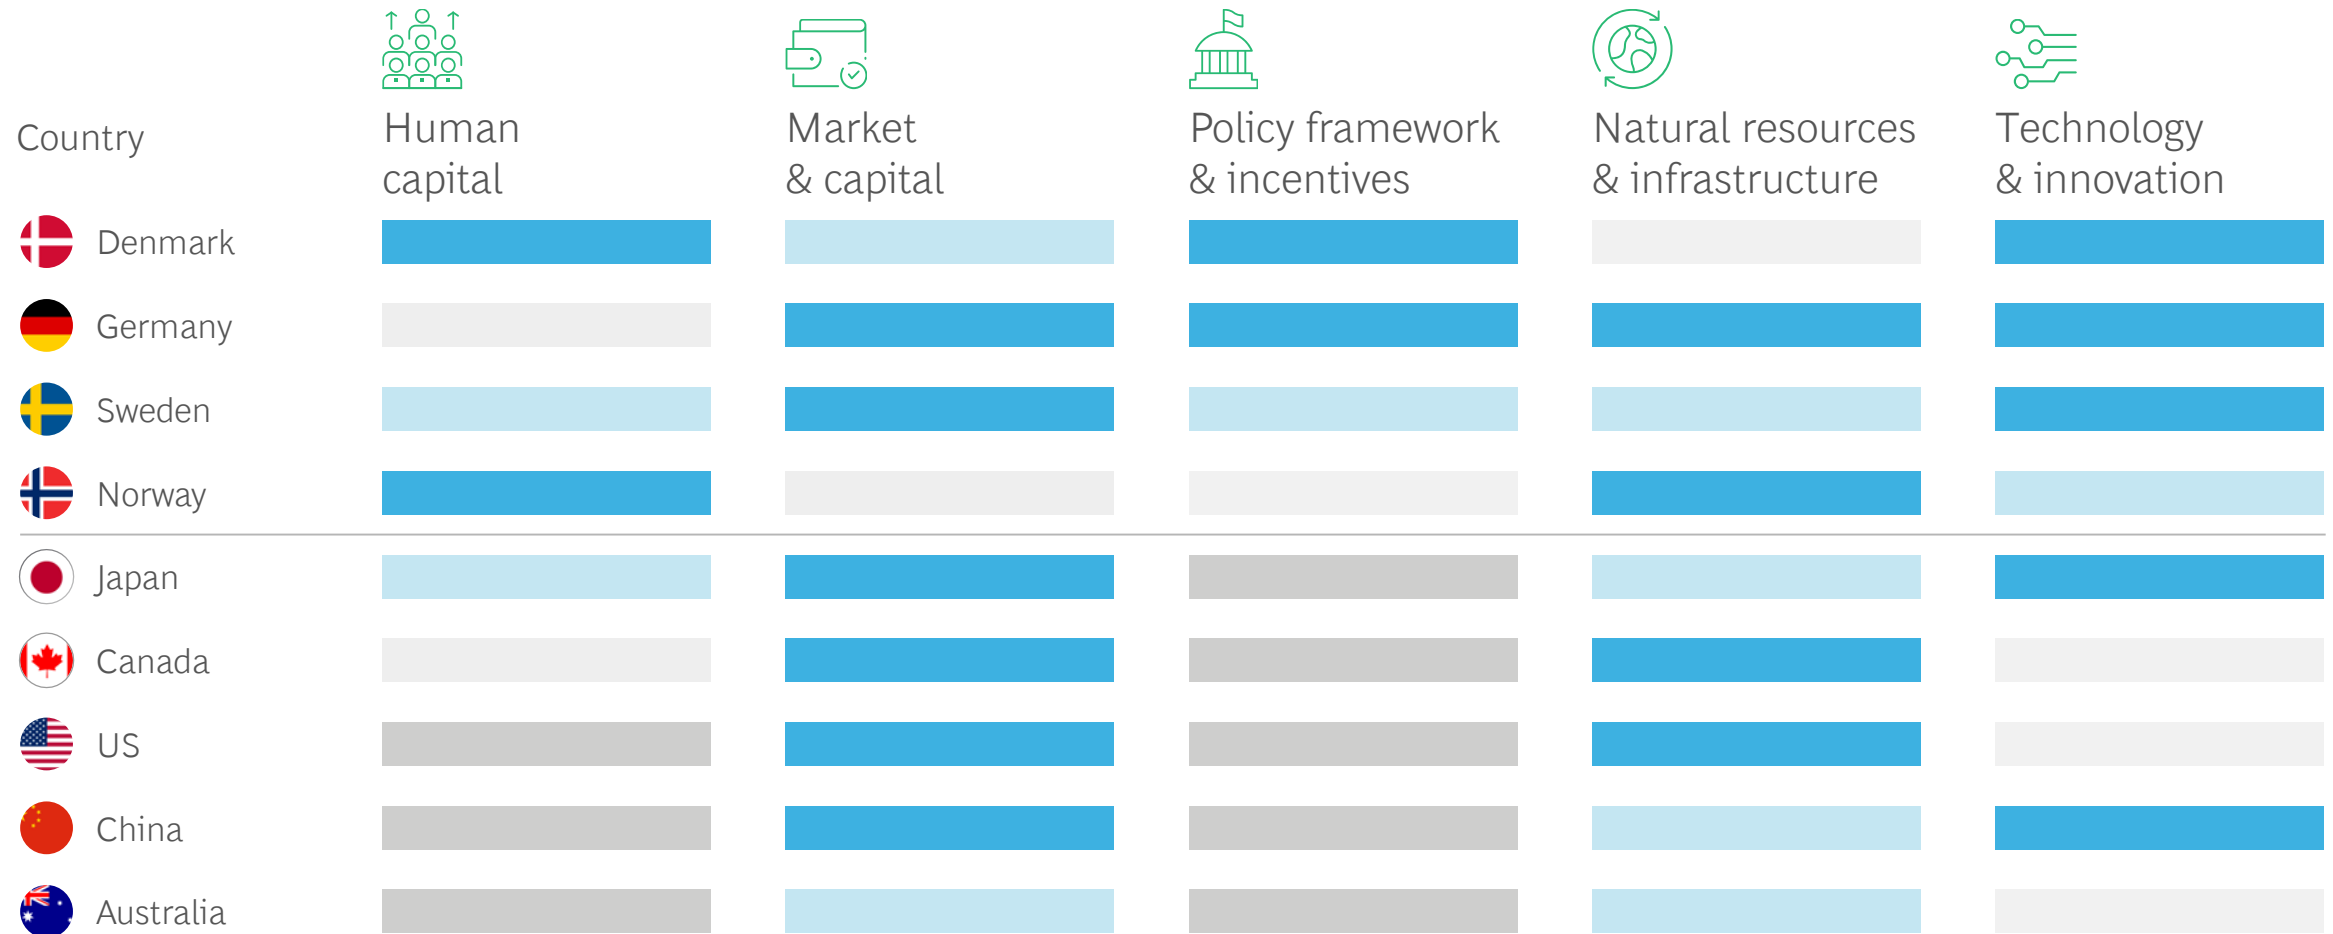 Country
Human
capital
Market
& capital
Policy framework
& incentives
Natural resources
& infrastructure
Technology
& innovation
Denmark
Germany
Sweden
Norway
Japan
Canada
US
China
Australia